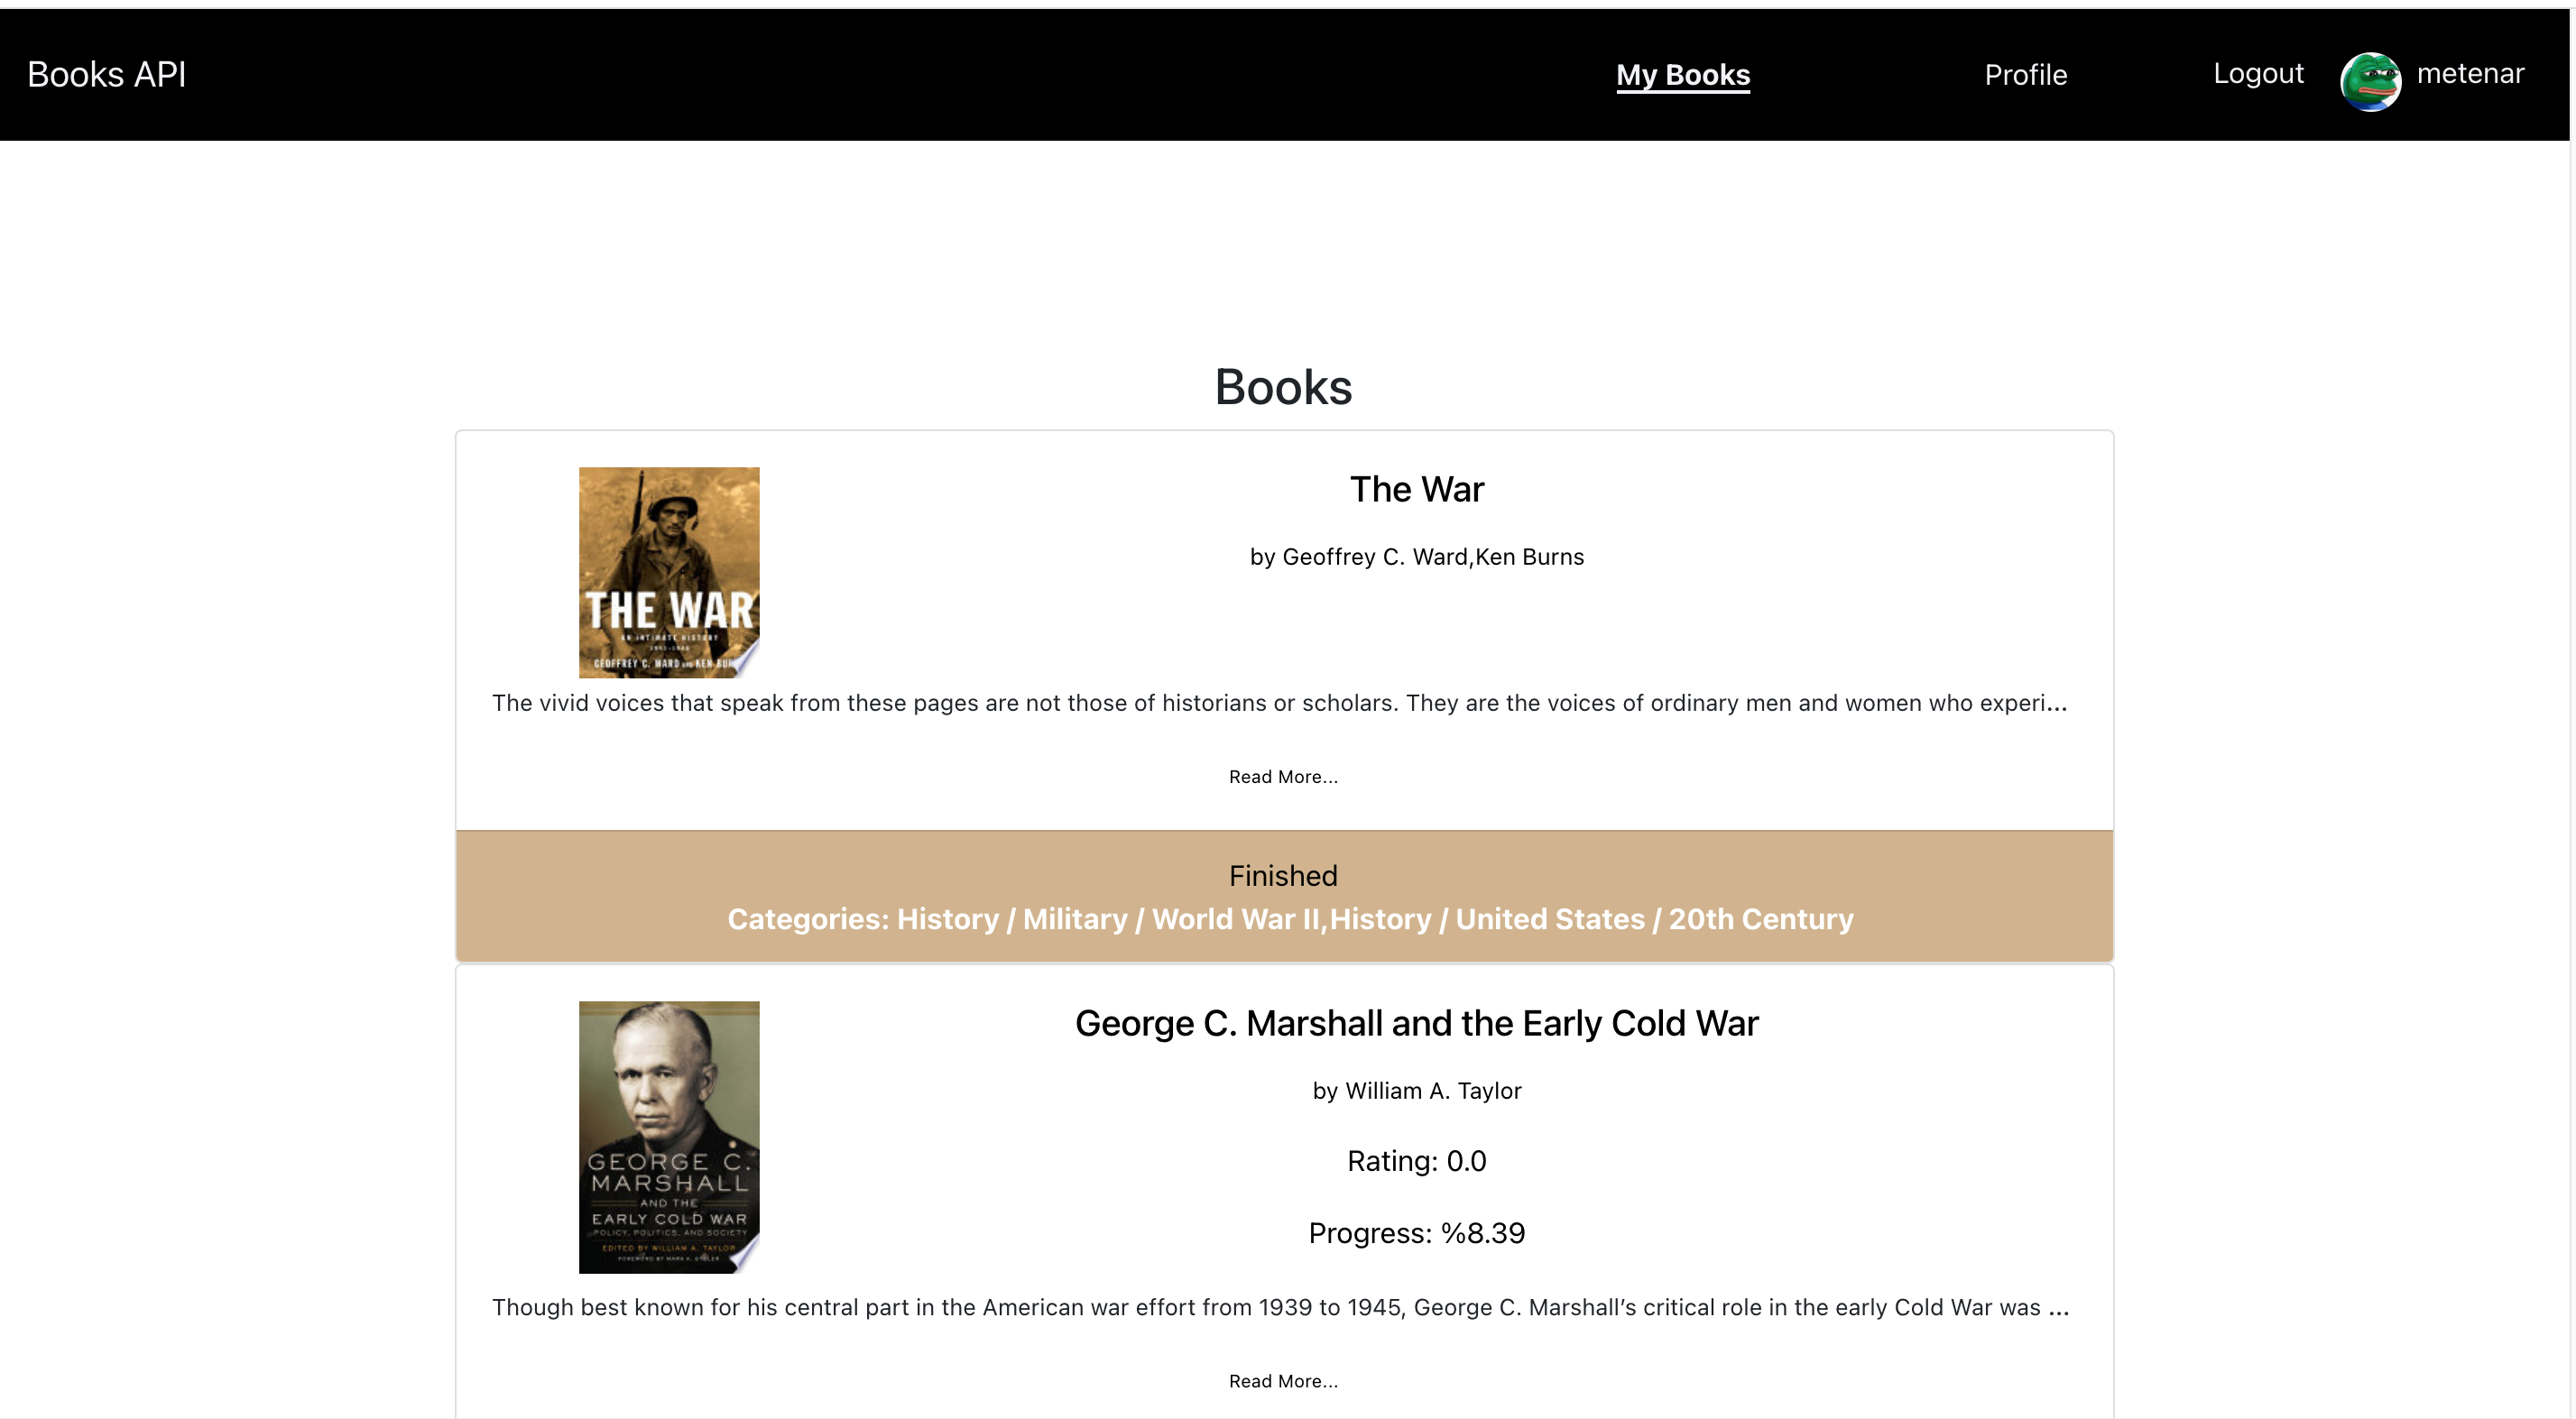 Books API
My Books
Profile
Logout
metenar
Books
The War
by Geoffrey C. Ward,Ken Burns
THE WAR
AN INTIMATE HISTORY
1941-1945
GEOFFREY C. WARD AND KEN BUR
The vivid voices that speak from these pages are not those of historians or scholars. They are the voices of ordinary men and women who experi...
Read More...
Finished
Categories: History / Military / World War II,History / United States / 20th Century
George C. Marshall and the Early Cold War
by William A. Taylor
Rating: 0.0
Progress: %8.39
GEORGE C.
MARSHALL
AND THE
EARLY COLD WAR
POLICY, POLITICS, AND SOCIETY
EDITED BY WILLIAM A. TAYLOR
FOREWORD BY MARK A.
Though best known for his central part in the American war effort from 1939 to 1945, George C. Marshall’s critical role in the early Cold War was ...
Read More...